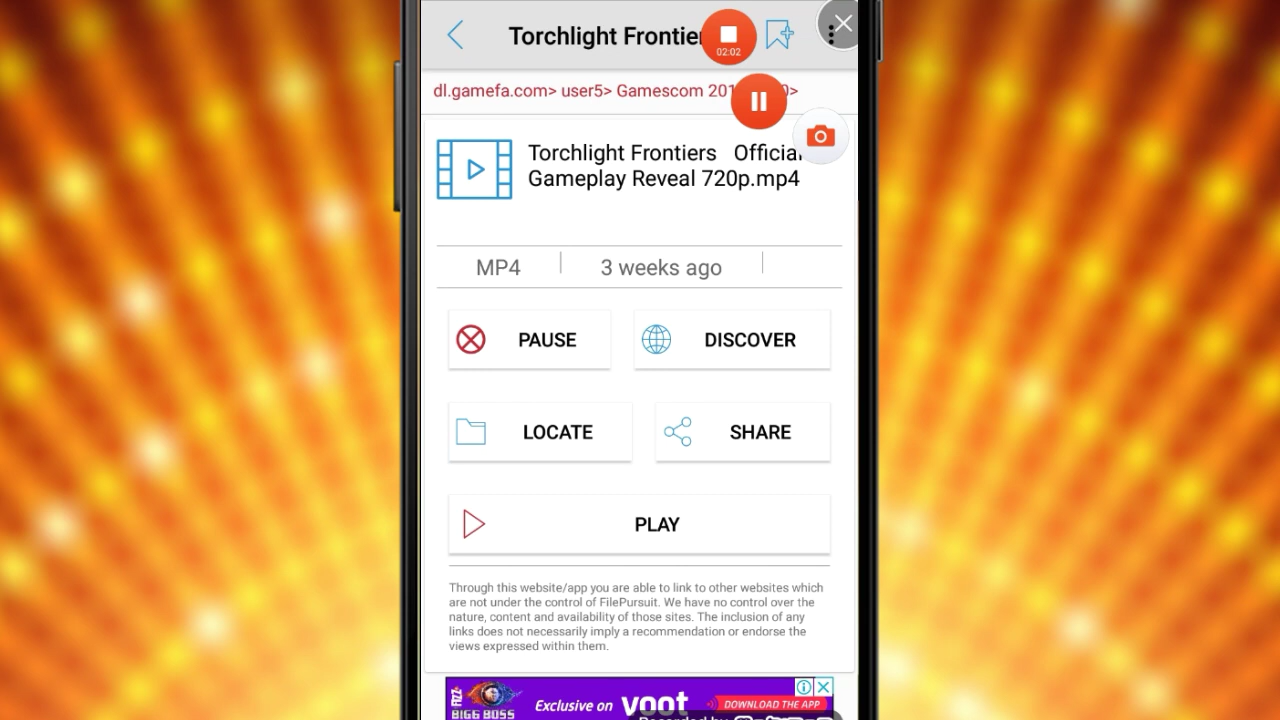 Torchlight Frontie
02:02
dl.gamefa.com> user5> Gamescom 201
Torchlight Frontiers Official
Gameplay Reveal 720p.mp4
MP4
3 weeks ago
PAUSE
DISCOVER
LOCATE
SHARE
PLAY
Through this website/app you are able to link to other websites which
are not under the control of FilePursuit. We have no control over the
nature, content and availability of those sites. The inclusion of any
links does not necessarily imply a recommendation or endorse the
views expressed within them.
BIGG BOSS
Exclusive on voot
DOWNLOAD THE APP
Recorded by